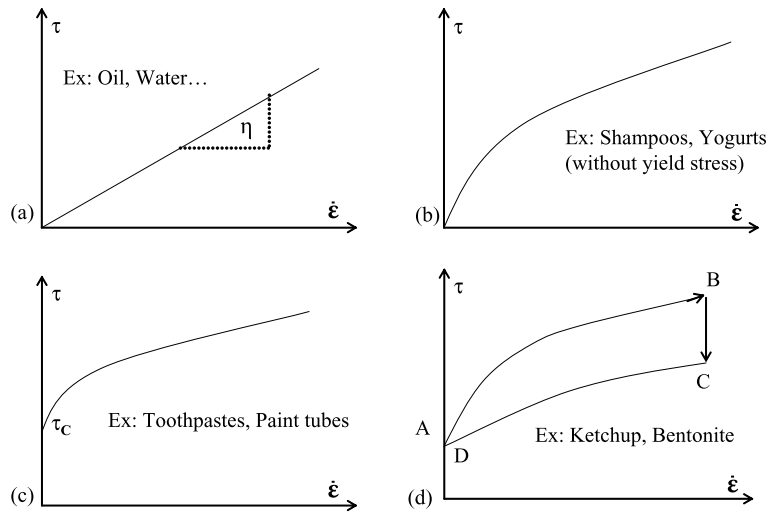 τ
Ex: Oil, Water…
η
(a)
ε̇
τ
Ex: Shampoos, Yogurts
(without yield stress)
(b)
ε̇
τ
τC
Ex: Toothpastes, Paint tubes
(c)
ε̇
τ
B
C
A
D
Ex: Ketchup, Bentonite
(d)
ε̇